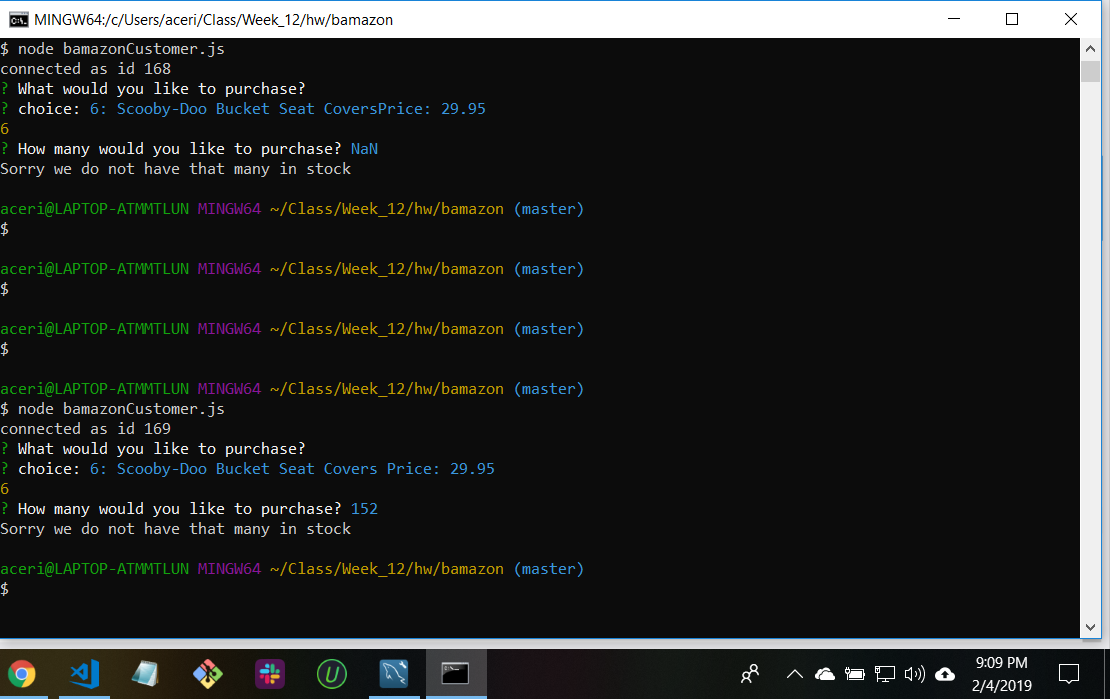 MINGW64:/c/Users/aceri/Class/Week_12/hw/bamazon
$ node bamazonCustomer.js
connected as id 168
? What would you like to purchase?
? choice: 6: Scooby-Doo Bucket Seat CoversPrice: 29.95
6
? How many would you like to purchase? NaN
Sorry we do not have that many in stock
aceri@LAPTOP-ATMMTLUN MINGW64 ~/Class/Week_12/hw/bamazon (master)
$
aceri@LAPTOP-ATMMTLUN MINGW64 ~/Class/Week_12/hw/bamazon (master)
$
aceri@LAPTOP-ATMMTLUN MINGW64 ~/Class/Week_12/hw/bamazon (master)
$
aceri@LAPTOP-ATMMTLUN MINGW64 ~/Class/Week_12/hw/bamazon (master)
$ node bamazonCustomer.js
connected as id 169
? What would you like to purchase?
? choice: 6: Scooby-Doo Bucket Seat Covers Price: 29.95
6
? How many would you like to purchase? 152
Sorry we do not have that many in stock
aceri@LAPTOP-ATMMTLUN MINGW64 ~/Class/Week_12/hw/bamazon (master)
$
9:09 PM
2/4/2019